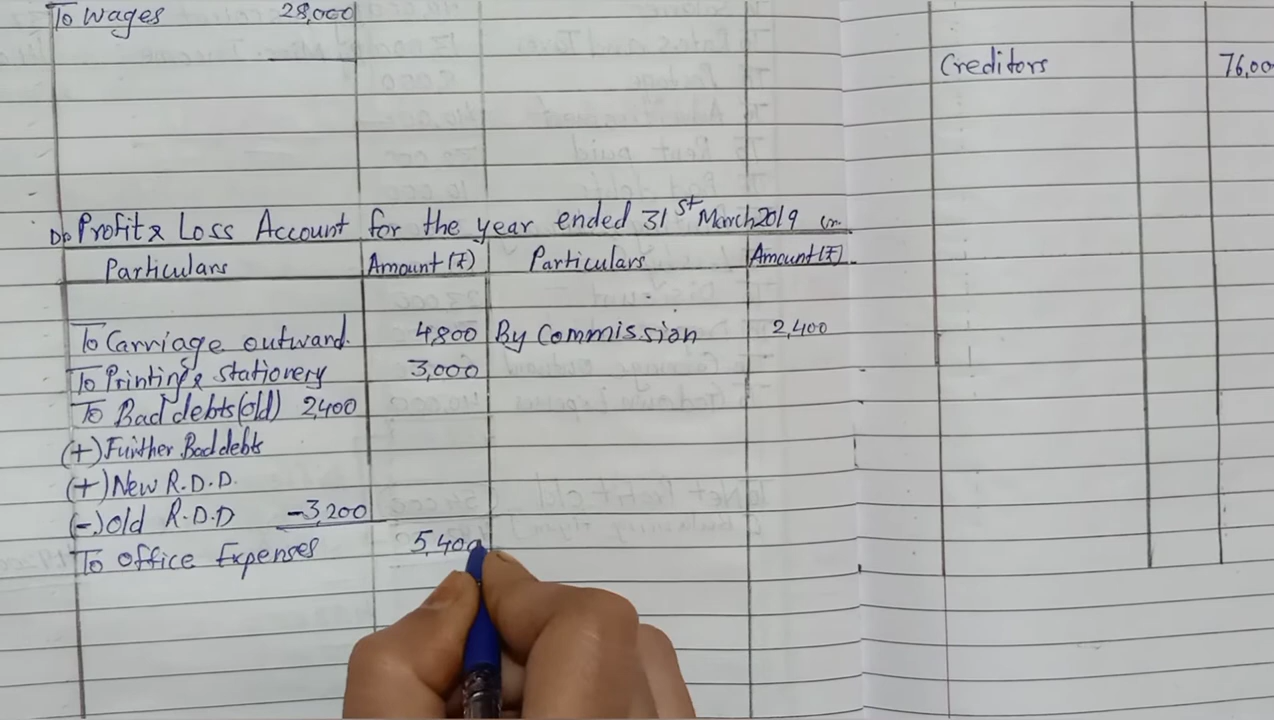 To Wages 28,000
Creditors 76,00
Dr. Profit & Loss Account for the year ended 31st March 2019 Cr.
Particulars Amount (₹) Particulars Amount (₹)
To Carriage outward. 4,800 By Commission 2,400
To Printing & Stationery 3,000
To Bad debts (old) 2,400
(+) Further Bad debts
(+) New R.D.D.
(-) Old R.D.D -3,200
To Office Expenses 5,400